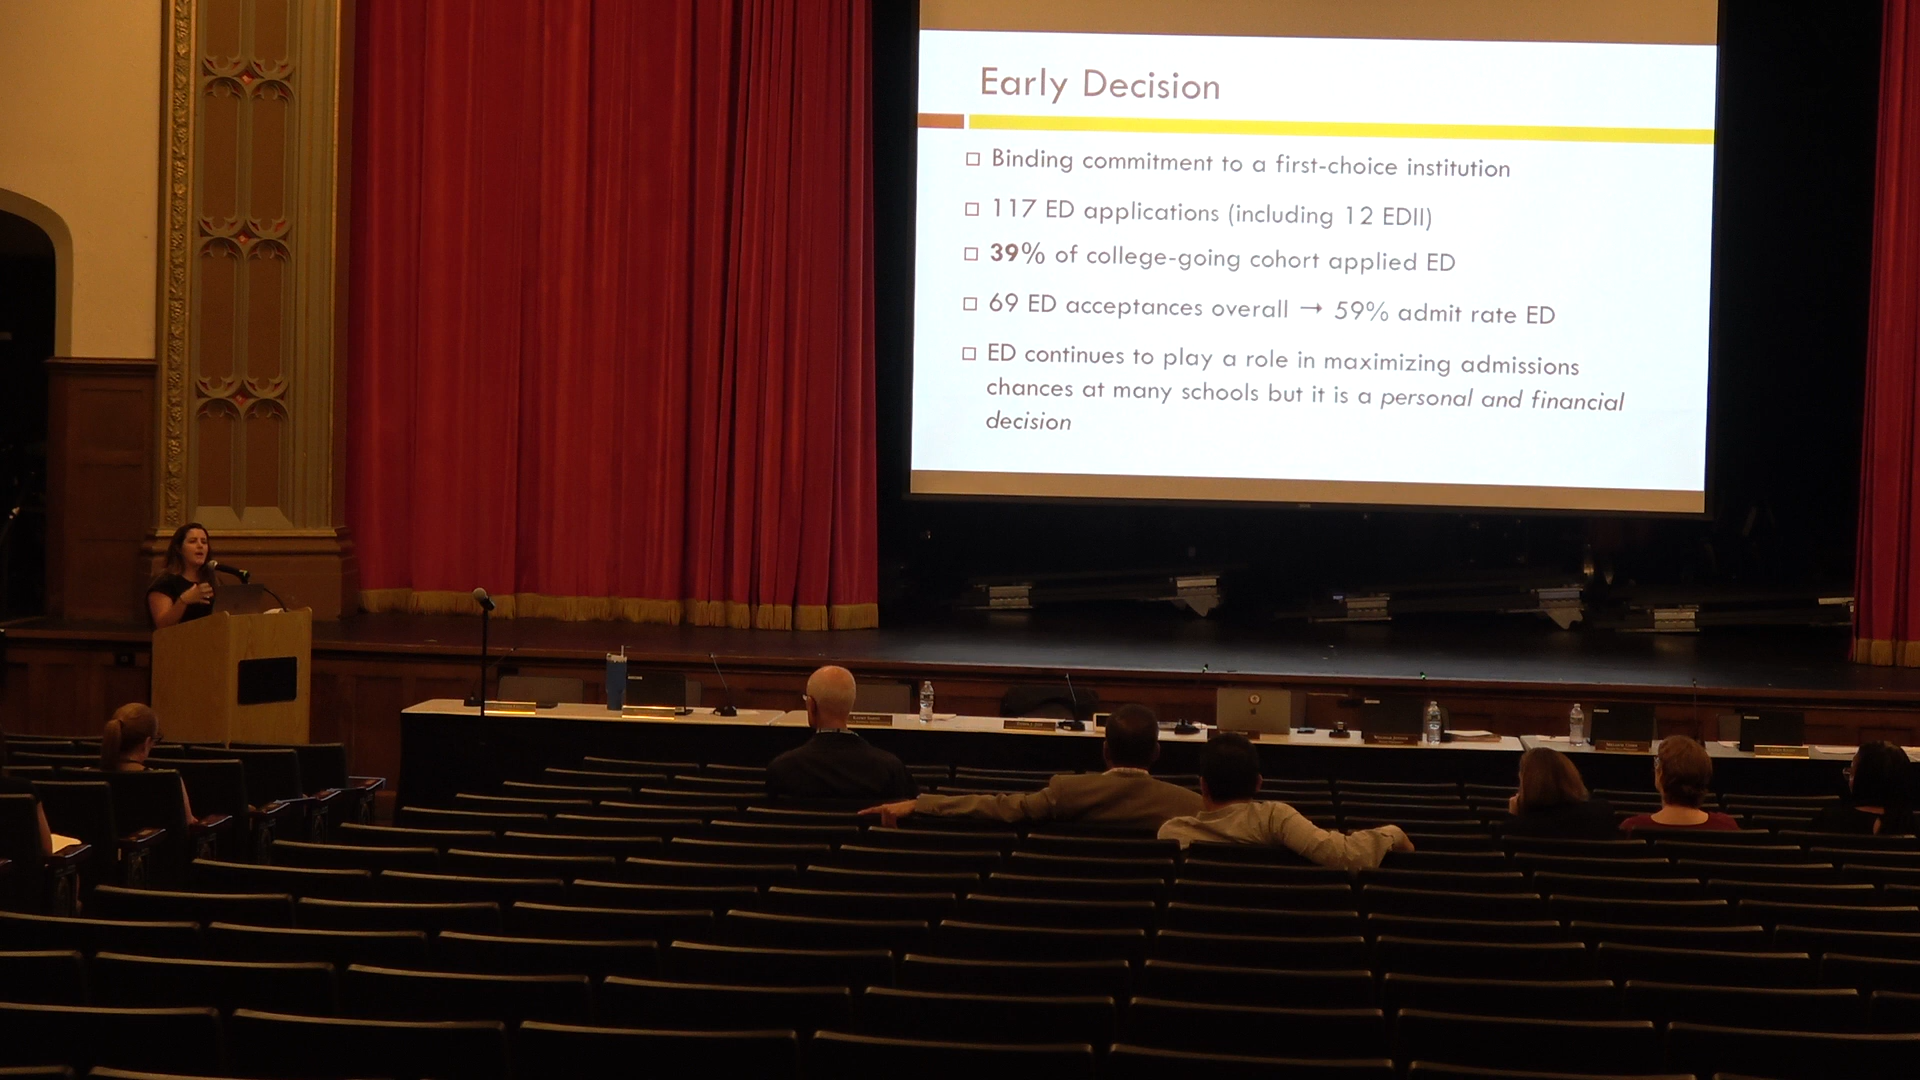 Early Decision
Binding commitment to a first-choice institution
117 ED applications (including 12 EDII)
39% of college-going cohort applied ED
69 ED acceptances overall → 59% admit rate ED
ED continues to play a role in maximizing admissions
chances at many schools but it is a personal and financial
decision